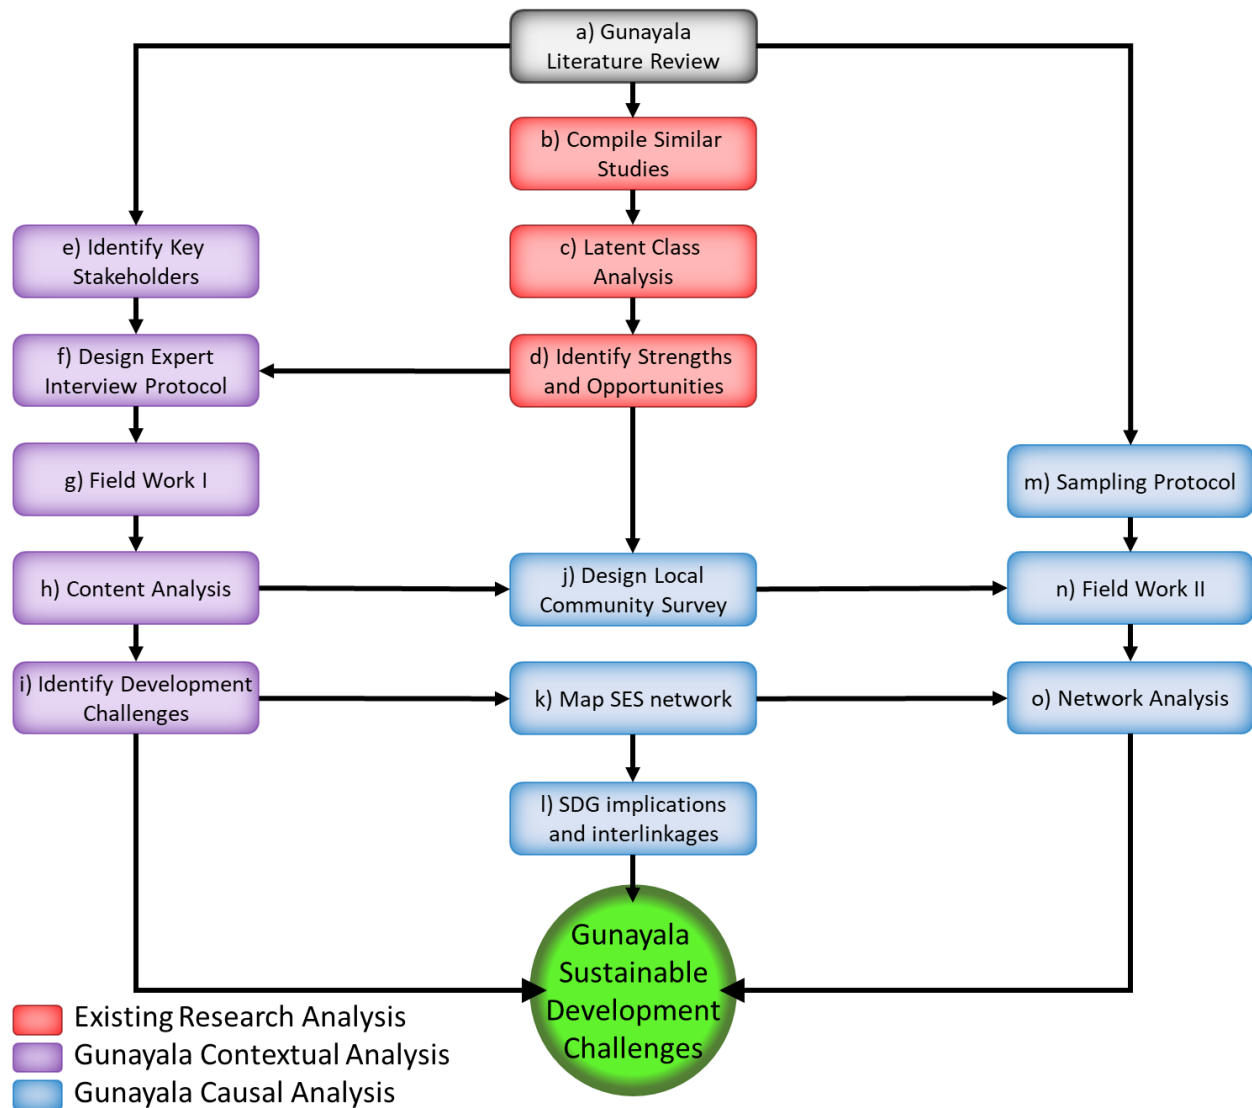 a) Gunayala
Literature Review
b) Compile Similar
Studies
e) Identify Key
Stakeholders
c) Latent Class
Analysis
f) Design Expert
Interview Protocol
d) Identify Strengths
and Opportunities
g) Field Work I
m) Sampling Protocol
h) Content Analysis
j) Design Local
Community Survey
n) Field Work II
i) Identify Development
Challenges
k) Map SES network
o) Network Analysis
l) SDG implications
and interlinkages
Gunayala
Sustainable
Development
Challenges
Existing Research Analysis
Gunayala Contextual Analysis
Gunayala Causal Analysis